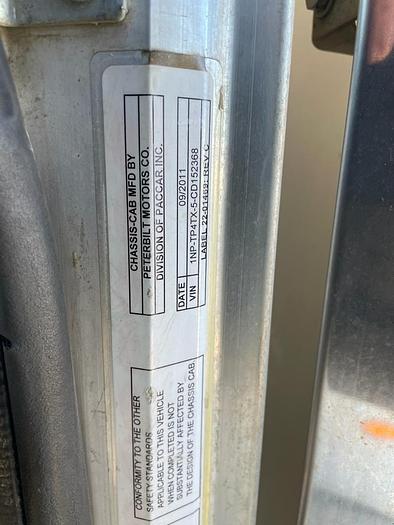 CHASSIS-CAB MFD BY
PETERBILT MOTORS CO.
DIVISION OF PACCAR INC.
DATE 09/2011
VIN 1NP-TP4TX-5-CD1152368
LABEL 22-01469; REV C
CONFORMITY TO THE OTHER
SAFETY STANDARDS
APPLICABLE TO THIS VEHICLE
WHEN COMPLETED IS NOT
SUBSTANTIALLY AFFECTED BY
THE DESIGN OF THE CHASSIS CAB.